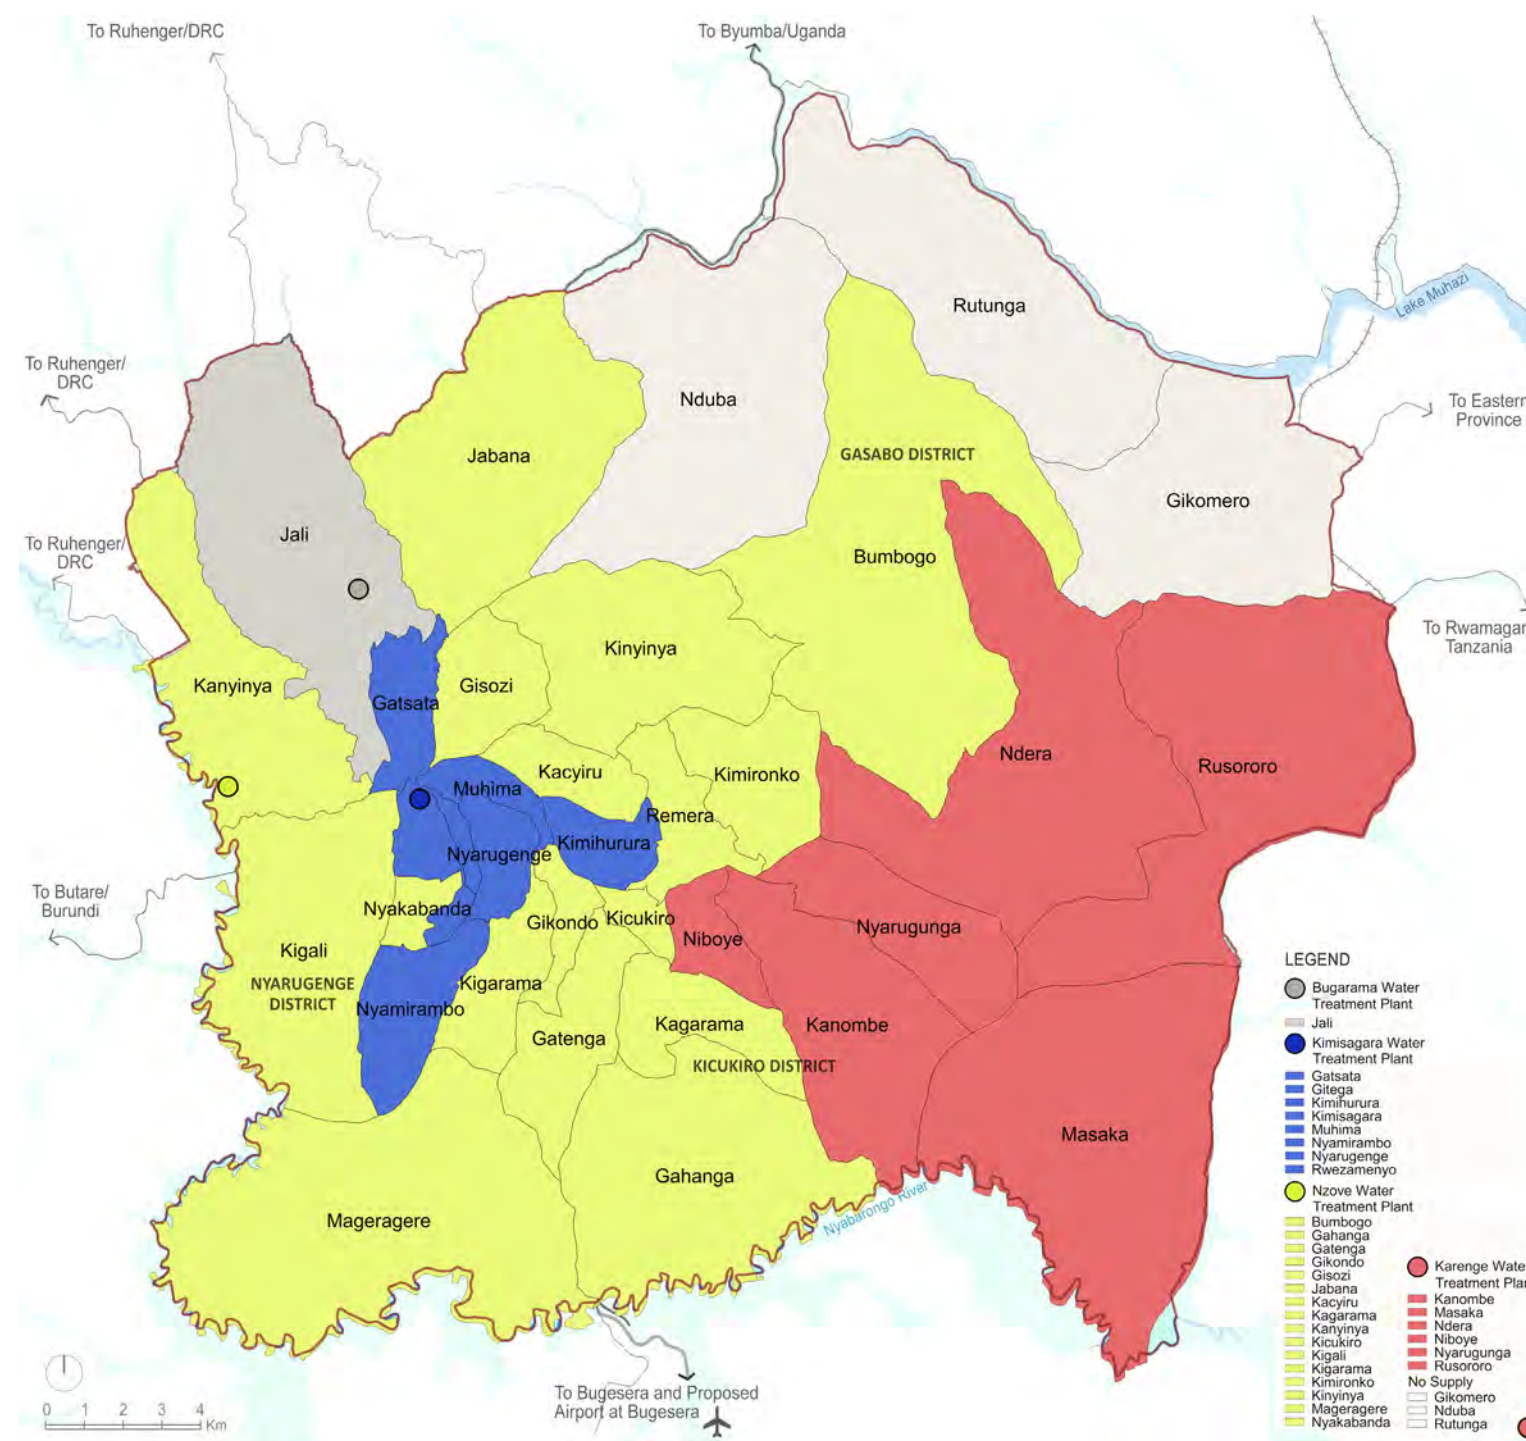 To Ruhenger/DRC
To Byumba/Uganda
Lake Muhazi
Rutunga
To Ruhenger/
DRC
Nduba
To Eastern
Province
Jabana
GASABO DISTRICT
Gikomero
Jali
To Ruhenger/
DRC
Bumbogo
To Rwamagar
Tanzania
Kinyinya
Kanyinya
Gisozi
Gatsata
Ndera
Rusororo
Kacyiru
Kimironko
Muhima
Remera
Kimihurura
Nyarugenge
To Butare/
Burundi
Nyakabanda
Gikondo
Kicukiro
Nyarugunga
Niboye
Kigali
NYARUGENGE
DISTRICT
Kigarama
Nyamirambo
Kagarama
Kanombe
Gatenga
KICUKIRO DISTRICT
Masaka
Gahanga
Mageragere
Nyabarongo River
To Bugesera and Proposed
Airport at Bugesera
0 1 2 3 4
Km
LEGEND
Bugarama Water
Treatment Plant
Jali
Kimisagara Water
Treatment Plant
Gatsata
Gitega
Kimihurura
Kimisagara
Muhima
Nyamirambo
Nyarugenge
Rwezamenyo
Nzove Water
Treatment Plant
Bumbogo
Gahanga
Gatenga
Gikondo
Gisozi
Jabana
Kacyiru
Kagarama
Kanyinya
Kicukiro
Kigali
Kigarama
Kimironko
Kinyinya
Mageragere
Nyakabanda
Karenge Wate
Treatment Plan
Kanombe
Masaka
Ndera
Niboye
Nyarugunga
Rusororo
No Supply
Gikomero
Nduba
Rutunga